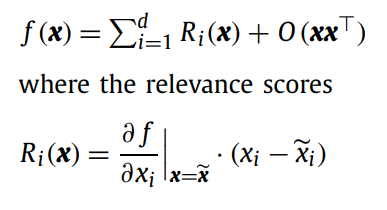 f(x) = ∑_{i=1}^{d} R_i(x) + O(xx^⊤)
where the relevance scores
R_i(x) = ∂f/∂x_i |_{x=x̃} · (x_i − x̃_i)